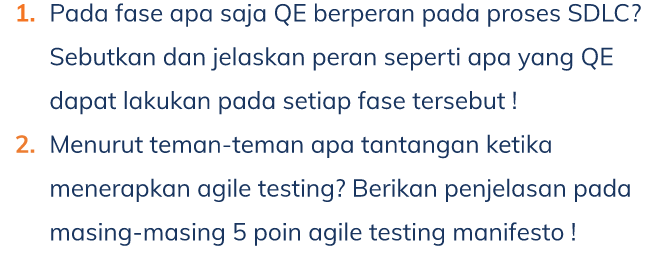 1. Pada fase apa saja QE berperan pada proses SDLC?
Sebutkan dan jelaskan peran seperti apa yang QE
dapat lakukan pada setiap fase tersebut !
2. Menurut teman-teman apa tantangan ketika
menerapkan agile testing? Berikan penjelasan pada
masing-masing 5 poin agile testing manifesto !